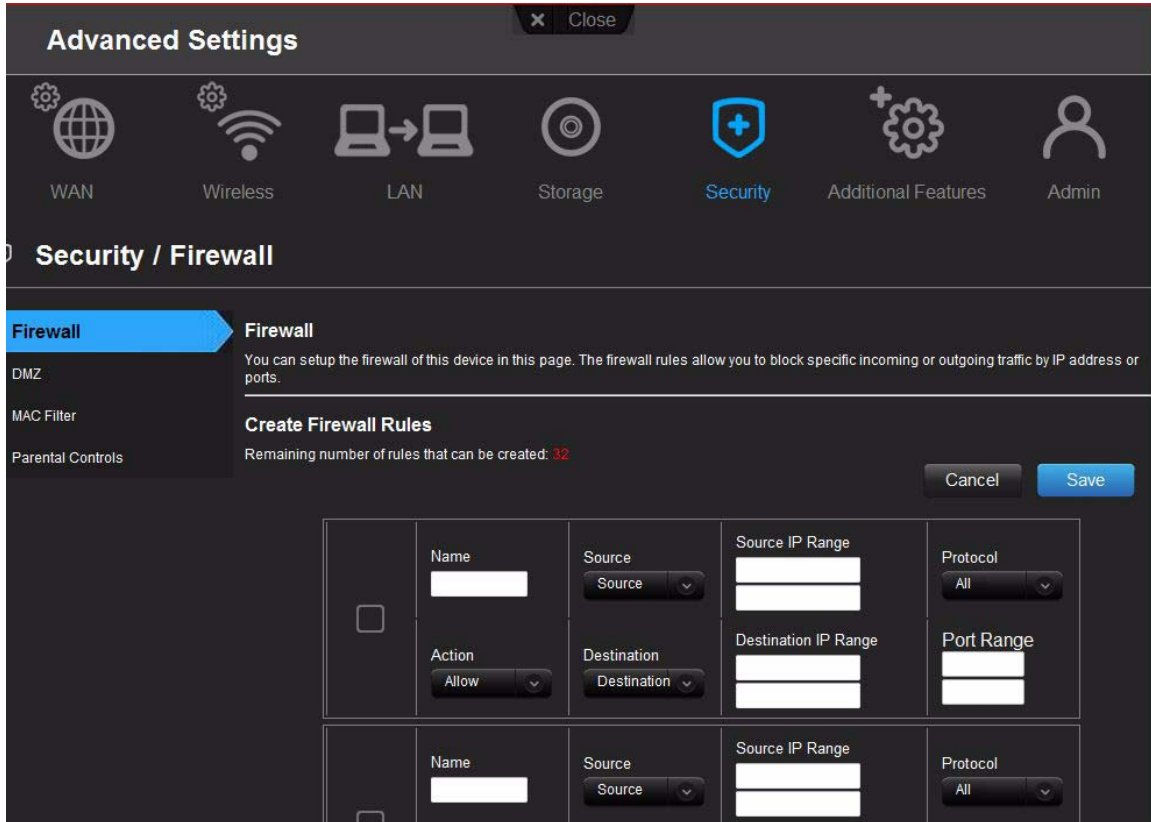 Close
Advanced Settings
WAN
Wireless
LAN
Storage
Security
Additional Features
Admin
Security / Firewall
Firewall
DMZ
MAC Filter
Parental Controls
Firewall
You can setup the firewall of this device in this page. The firewall rules allow you to block specific incoming or outgoing traffic by IP address or
ports.
Create Firewall Rules
Remaining number of rules that can be created: 32
Cancel
Save
Name
Source
Source
Source IP Range
Protocol
All
Action
Allow
Destination
Destination
Destination IP Range
Port Range
Name
Source
Source
Source IP Range
Protocol
All